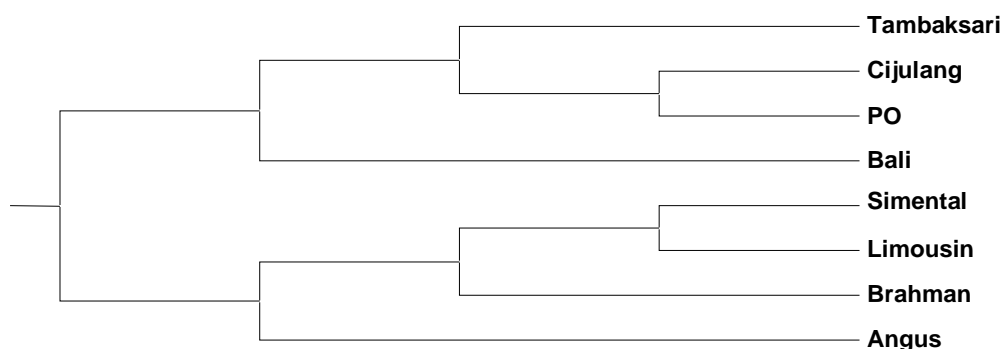 Tambaksari
Cijulang
PO
Bali
Simental
Limousin
Brahman
Angus